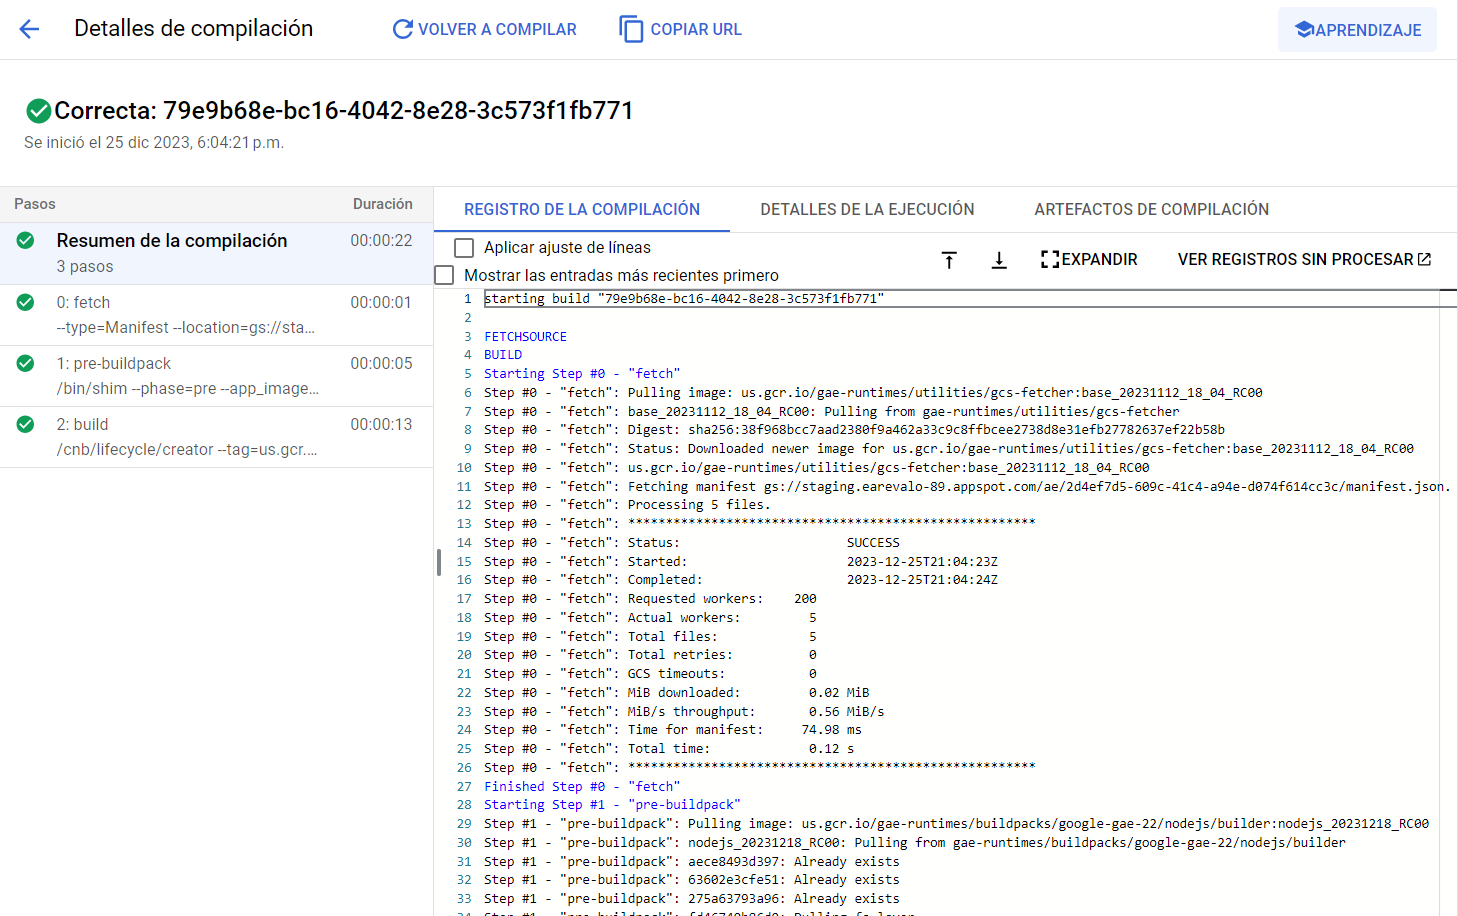 Detalles de compilación
VOLVER A COMPILAR
COPIAR URL
APRENDIZAJE
Correcta: 79e9b68e-bc16-4042-8e28-3c573f1fb771
Se inició el 25 dic 2023, 6:04:21 p.m.
Pasos Duración
Resumen de la compilación 00:00:22
3 pasos
0: fetch 00:00:01
--type=Manifest --location=gs://sta...
1: pre-buildpack 00:00:05
/bin/shim --phase=pre --app_image...
2: build 00:00:13
/cnb/lifecycle/creator --tag=us.gcr....
REGISTRO DE LA COMPILACIÓN
DETALLES DE LA EJECUCIÓN
ARTEFACTOS DE COMPILACIÓN
Aplicar ajuste de líneas
Mostrar las entradas más recientes primero
EXPANDIR
VER REGISTROS SIN PROCESAR
1 starting build "79e9b68e-bc16-4042-8e28-3c573f1fb771"
2
3 FETCHSOURCE
4 BUILD
5 Starting Step #0 - "fetch"
6 Step #0 - "fetch": Pulling image: us.gcr.io/gae-runtimes/utilities/gcs-fetcher:base_20231112_18_04_RC00
7 Step #0 - "fetch": base_20231112_18_04_RC00: Pulling from gae-runtimes/utilities/gcs-fetcher
8 Step #0 - "fetch": Digest: sha256:38f968bcc7aad2380f9a462a33c9c8ffbcee2738d8e31efb27782637ef22b58b
9 Step #0 - "fetch": Status: Downloaded newer image for us.gcr.io/gae-runtimes/utilities/gcs-fetcher:base_20231112_18_04_RC00
10 Step #0 - "fetch": us.gcr.io/gae-runtimes/utilities/gcs-fetcher:base_20231112_18_04_RC00
11 Step #0 - "fetch": Fetching manifest gs://staging.earevalo-89.appspot.com/ae/2d4ef7d5-609c-41c4-a94e-d074f614cc3c/manifest.json.
12 Step #0 - "fetch": Processing 5 files.
13 Step #0 - "fetch": ******************************************************
14 Step #0 - "fetch": Status: SUCCESS
15 Step #0 - "fetch": Started: 2023-12-25T21:04:23Z
16 Step #0 - "fetch": Completed: 2023-12-25T21:04:24Z
17 Step #0 - "fetch": Requested workers: 200
18 Step #0 - "fetch": Actual workers: 5
19 Step #0 - "fetch": Total files: 5
20 Step #0 - "fetch": Total retries: 0
21 Step #0 - "fetch": GCS timeouts: 0
22 Step #0 - "fetch": MiB downloaded: 0.02 MiB
23 Step #0 - "fetch": MiB/s throughput: 0.56 MiB/s
24 Step #0 - "fetch": Time for manifest: 74.98 ms
25 Step #0 - "fetch": Total time: 0.12 s
26 Step #0 - "fetch": ******************************************************
27 Finished Step #0 - "fetch"
28 Starting Step #1 - "pre-buildpack"
29 Step #1 - "pre-buildpack": Pulling image: us.gcr.io/gae-runtimes/buildpacks/google-gae-22/nodejs/builder:nodejs_20231218_RC00
30 Step #1 - "pre-buildpack": nodejs_20231218_RC00: Pulling from gae-runtimes/buildpacks/google-gae-22/nodejs/builder
31 Step #1 - "pre-buildpack": aece8493d397: Already exists
32 Step #1 - "pre-buildpack": 63602e3cfe51: Already exists
33 Step #1 - "pre-buildpack": 275a63793a96: Already exists